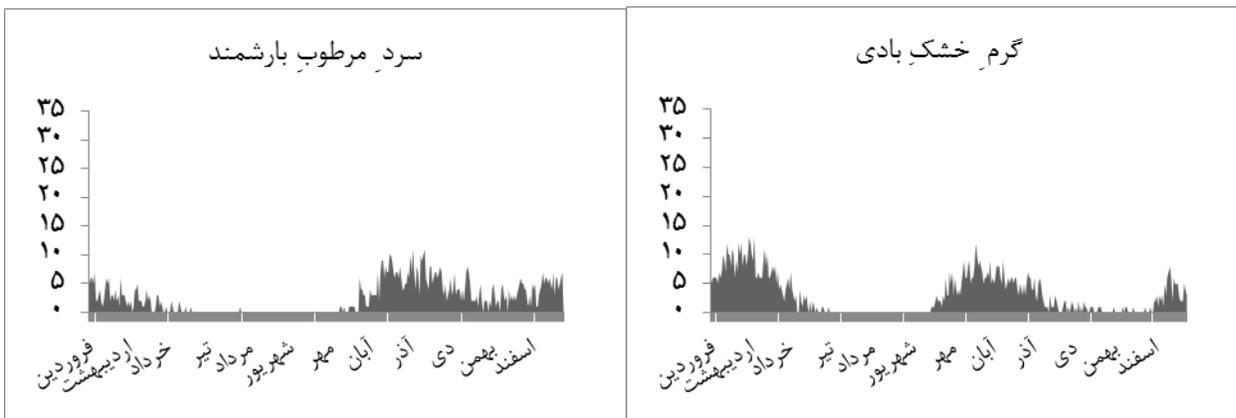 گرم ِ خشکِ بادی
۳۵
۳۰
۲۵
۲۰
۱۵
۱۰
۵
۰
فروردین
اردیبهشت
خرداد
تیر
مرداد
شهریور
مهر
آبان
آذر
دی
بهمن
اسفند
سرد ِ مرطوبِ بارشمند
۳۵
۳۰
۲۵
۲۰
۱۵
۱۰
۵
۰
فروردین
اردیبهشت
خرداد
تیر
مرداد
شهریور
مهر
آبان
آذر
دی
بهمن
اسفند